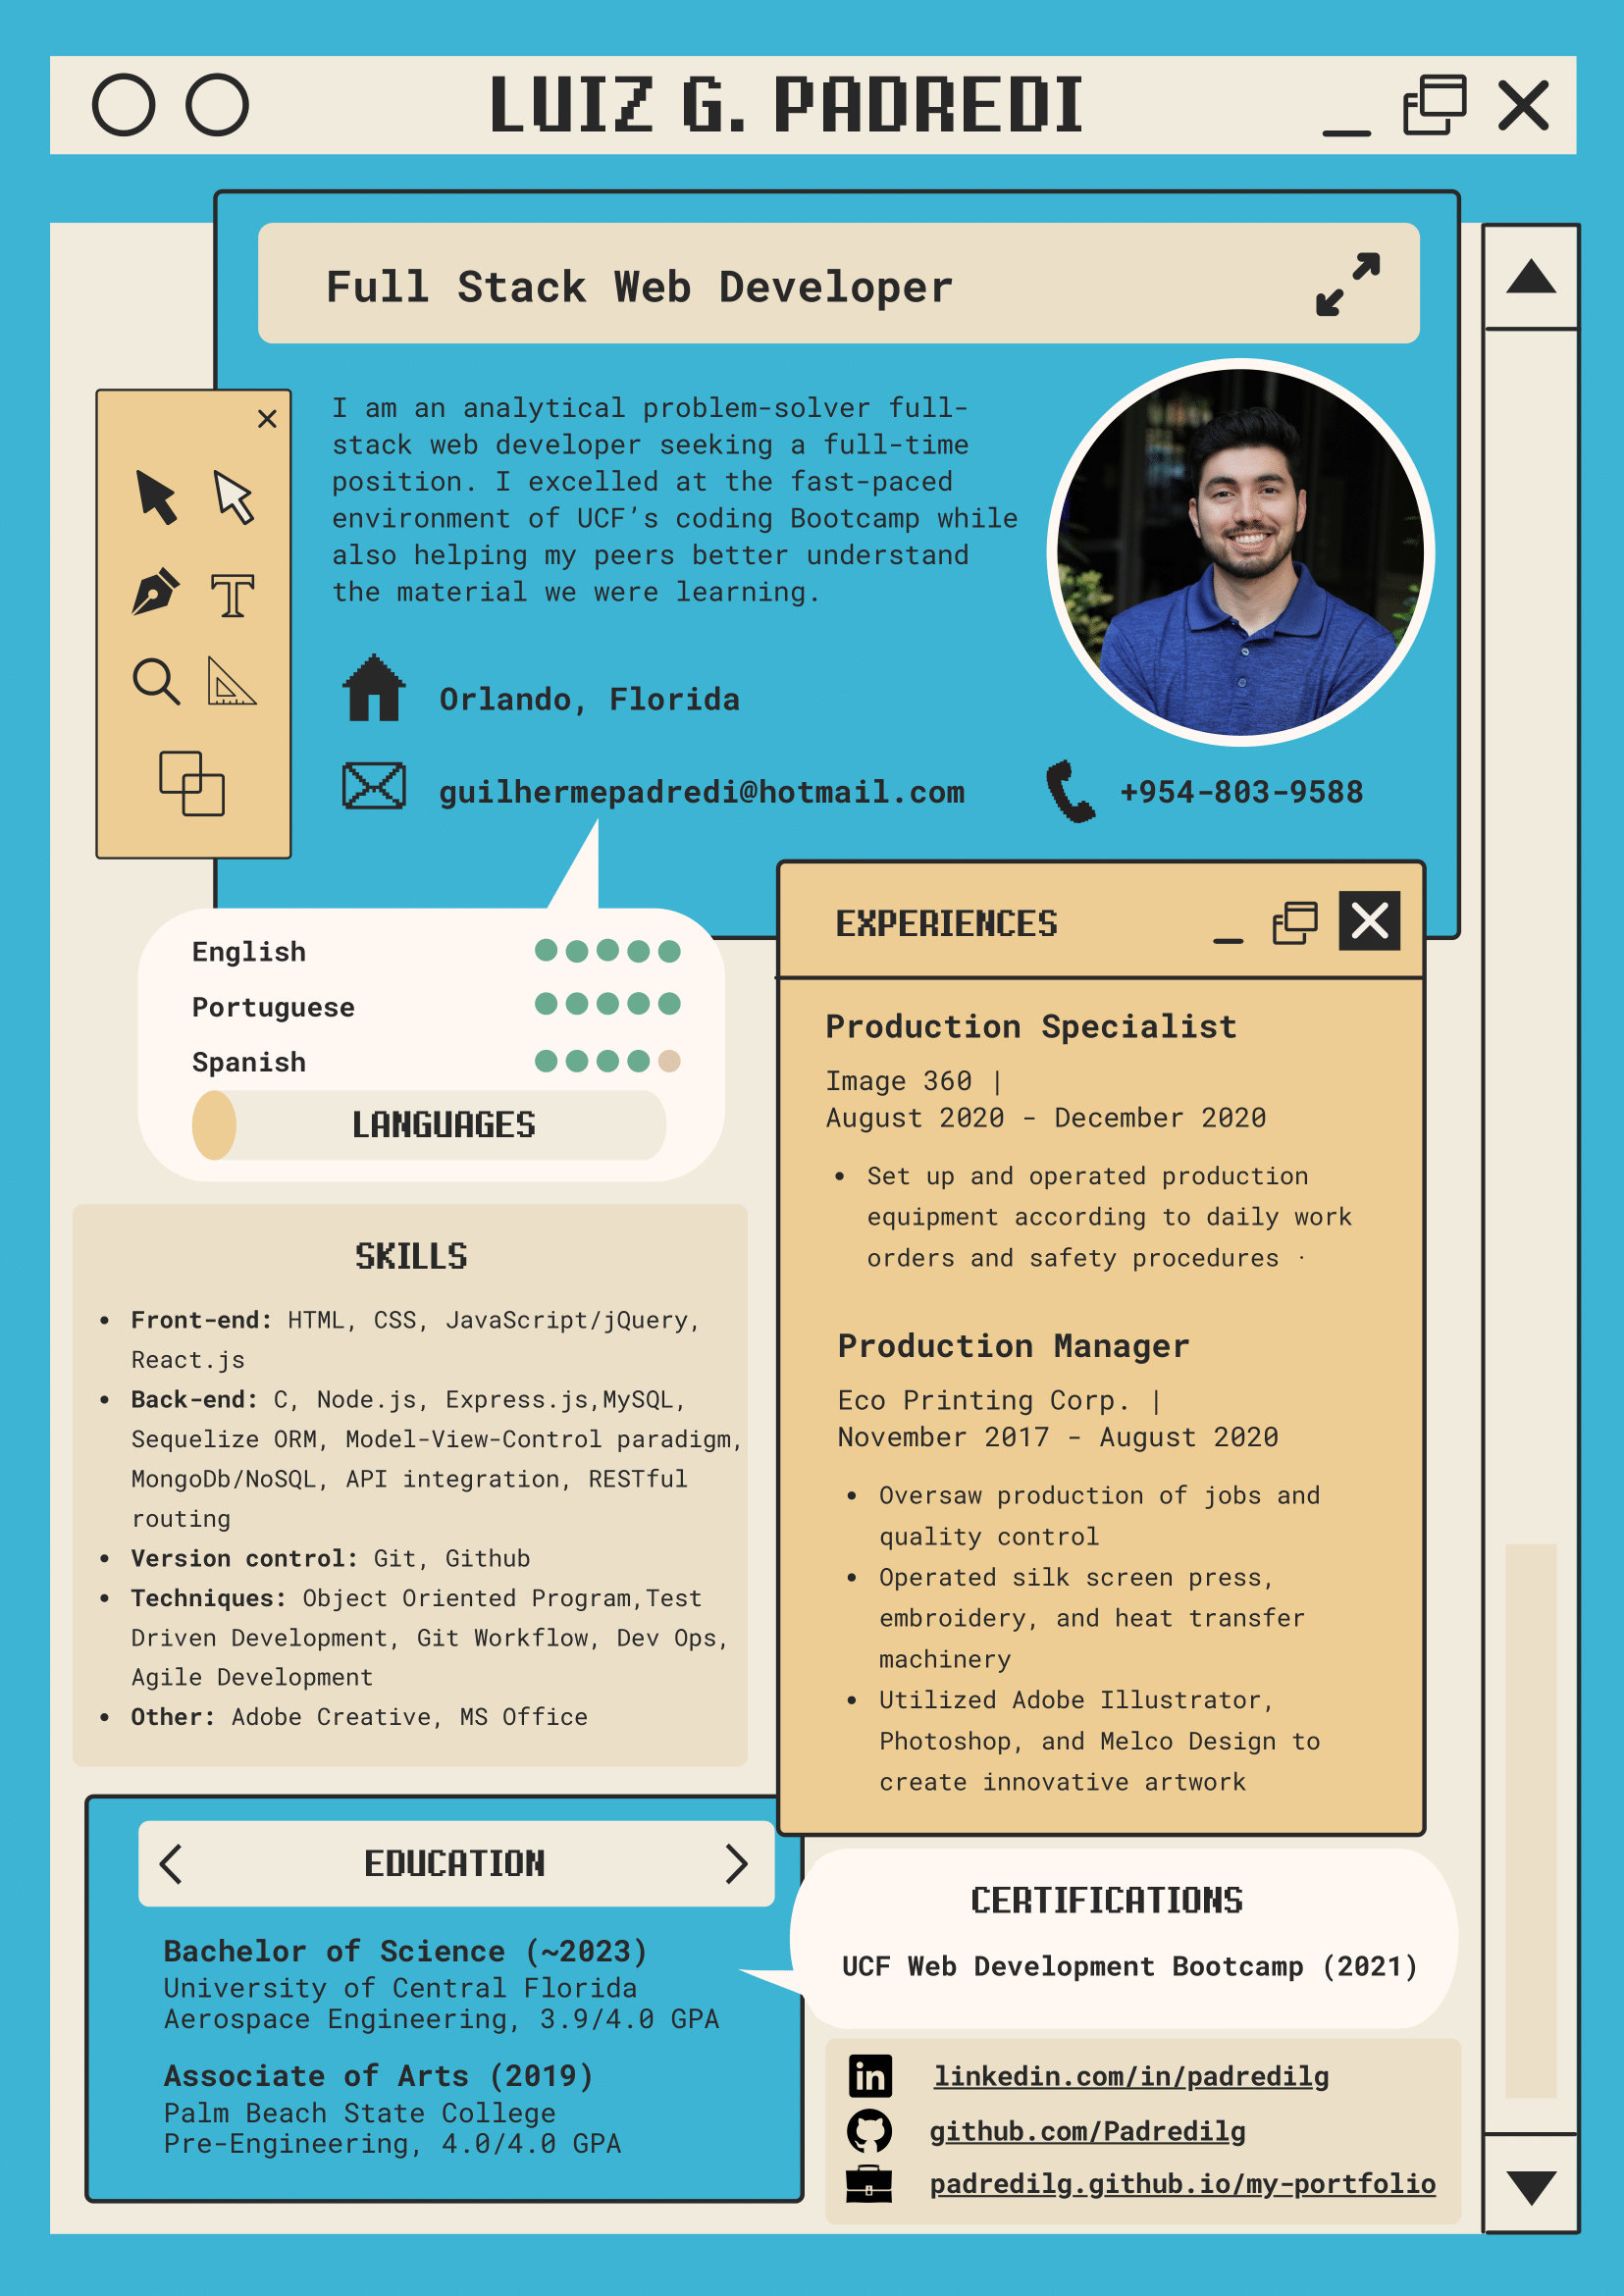 LUIZ G. PADREDI
Full Stack Web Developer
I am an analytical problem-solver full-
stack web developer seeking a full-time
position. I excelled at the fast-paced
environment of UCF’s coding Bootcamp while
also helping my peers better understand
the material we were learning.
Orlando, Florida
guilhermepadredi@hotmail.com
+954-803-9588
English
Portuguese
Spanish
LANGUAGES
SKILLS
• Front-end: HTML, CSS, JavaScript/jQuery,
React.js
• Back-end: C, Node.js, Express.js,MySQL,
Sequelize ORM, Model-View-Control paradigm,
MongoDb/NoSQL, API integration, RESTful
routing
• Version control: Git, Github
• Techniques: Object Oriented Program,Test
Driven Development, Git Workflow, Dev Ops,
Agile Development
• Other: Adobe Creative, MS Office
EXPERIENCES
Production Specialist
Image 360 |
August 2020 - December 2020
• Set up and operated production
equipment according to daily work
orders and safety procedures ·
Production Manager
Eco Printing Corp. |
November 2017 - August 2020
• Oversaw production of jobs and
quality control
• Operated silk screen press,
embroidery, and heat transfer
machinery
• Utilized Adobe Illustrator,
Photoshop, and Melco Design to
create innovative artwork
EDUCATION
Bachelor of Science (~2023)
University of Central Florida
Aerospace Engineering, 3.9/4.0 GPA
Associate of Arts (2019)
Palm Beach State College
Pre-Engineering, 4.0/4.0 GPA
CERTIFICATIONS
UCF Web Development Bootcamp (2021)
linkedin.com/in/padredilg
github.com/Padredilg
padredilg.github.io/my-portfolio